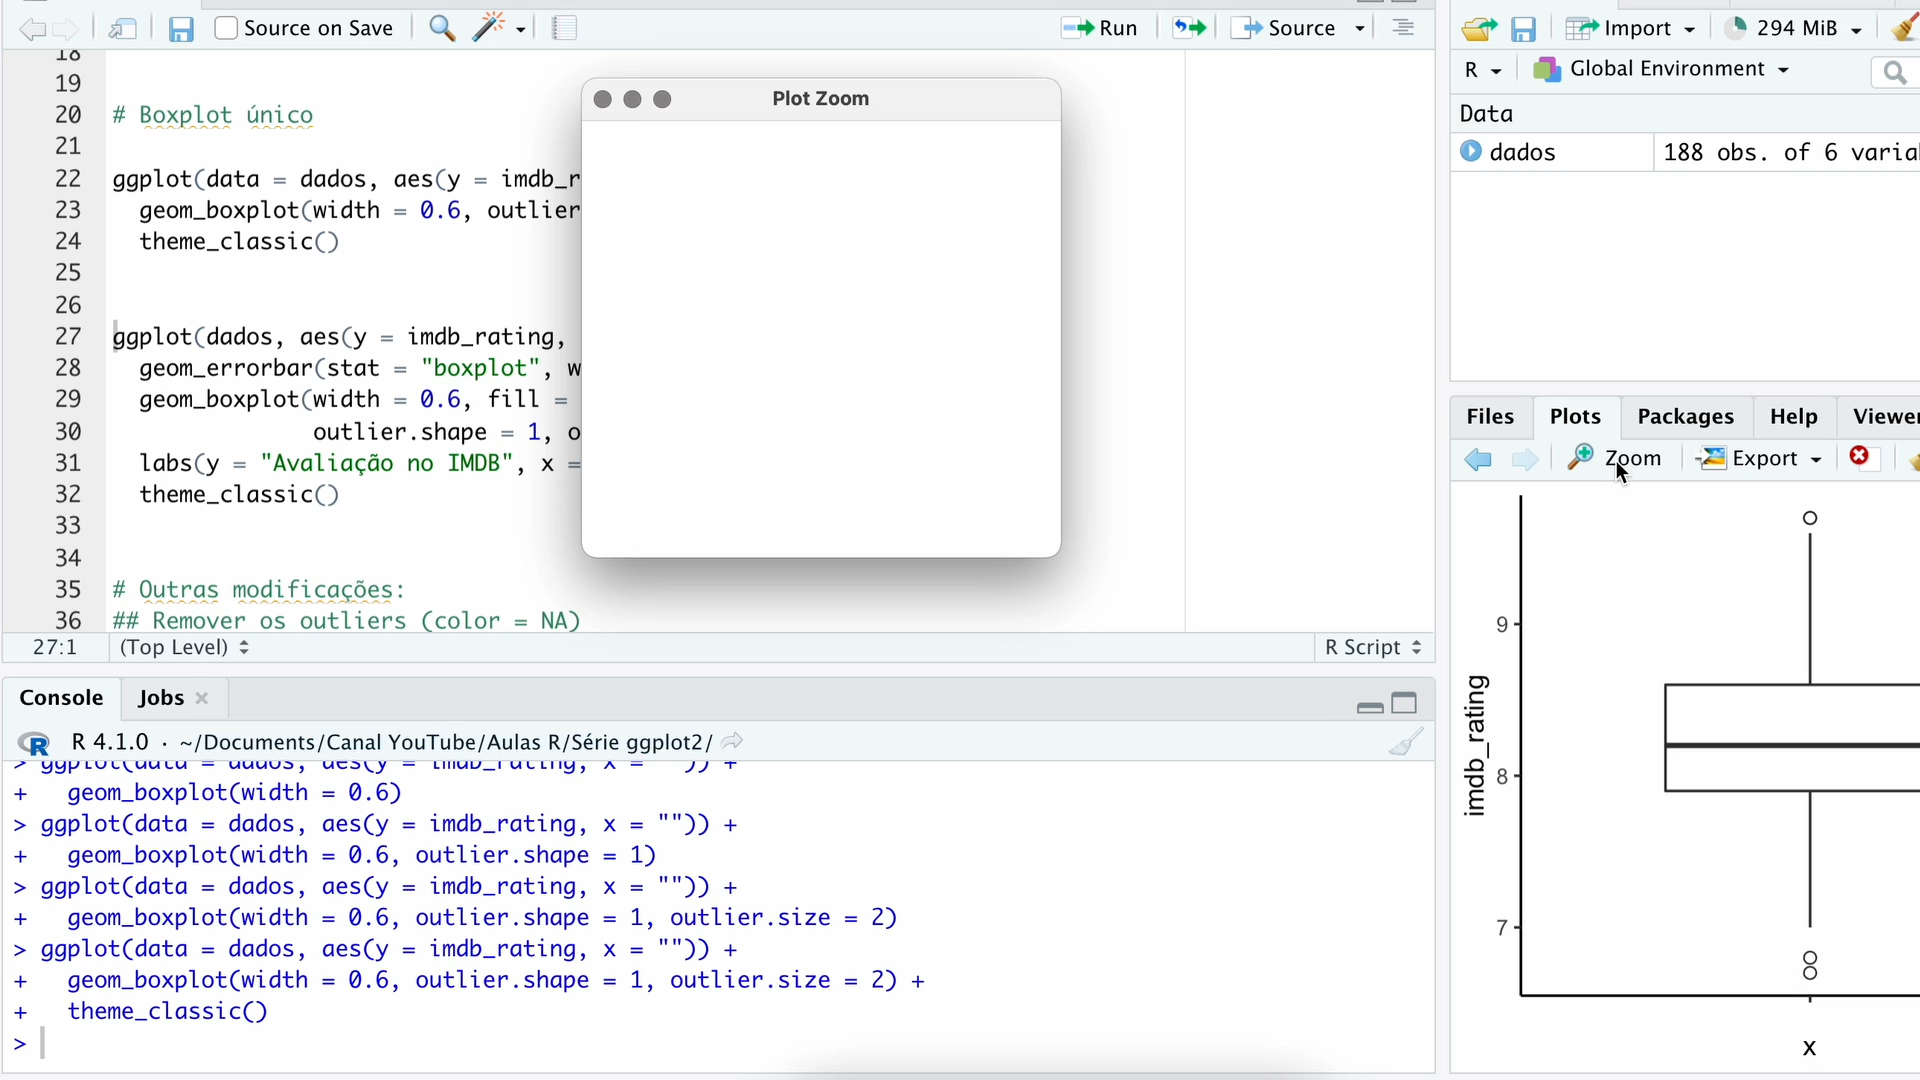 Source on Save
Run
Source
18
19
20 # Boxplot único
21
22 ggplot(data = dados, aes(y = imdb_r
23 geom_boxplot(width = 0.6, outlier
24 theme_classic()
25
26
27 ggplot(dados, aes(y = imdb_rating,
28 geom_errorbar(stat = "boxplot", w
29 geom_boxplot(width = 0.6, fill =
30 outlier.shape = 1, o
31 labs(y = "Avaliação no IMDB", x =
32 theme_classic()
33
34
35 # Outras modificações:
36 ## Remover os outliers (color = NA)
27:1 (Top Level) R Script
Plot Zoom
Console Jobs
R 4.1.0 · ~/Documents/Canal YouTube/Aulas R/Série ggplot2/
> ggplot(data = dados, aes(y = imdb_rating, x = "")) +
+ geom_boxplot(width = 0.6)
> ggplot(data = dados, aes(y = imdb_rating, x = "")) +
+ geom_boxplot(width = 0.6, outlier.shape = 1)
> ggplot(data = dados, aes(y = imdb_rating, x = "")) +
+ geom_boxplot(width = 0.6, outlier.shape = 1, outlier.size = 2)
> ggplot(data = dados, aes(y = imdb_rating, x = "")) +
+ geom_boxplot(width = 0.6, outlier.shape = 1, outlier.size = 2) +
+ theme_classic()
>
Import 294 MiB
R Global Environment
Data
dados 188 obs. of 6 varia
Files Plots Packages Help Viewer
Zoom Export
9
8
7
imdb_rating
x